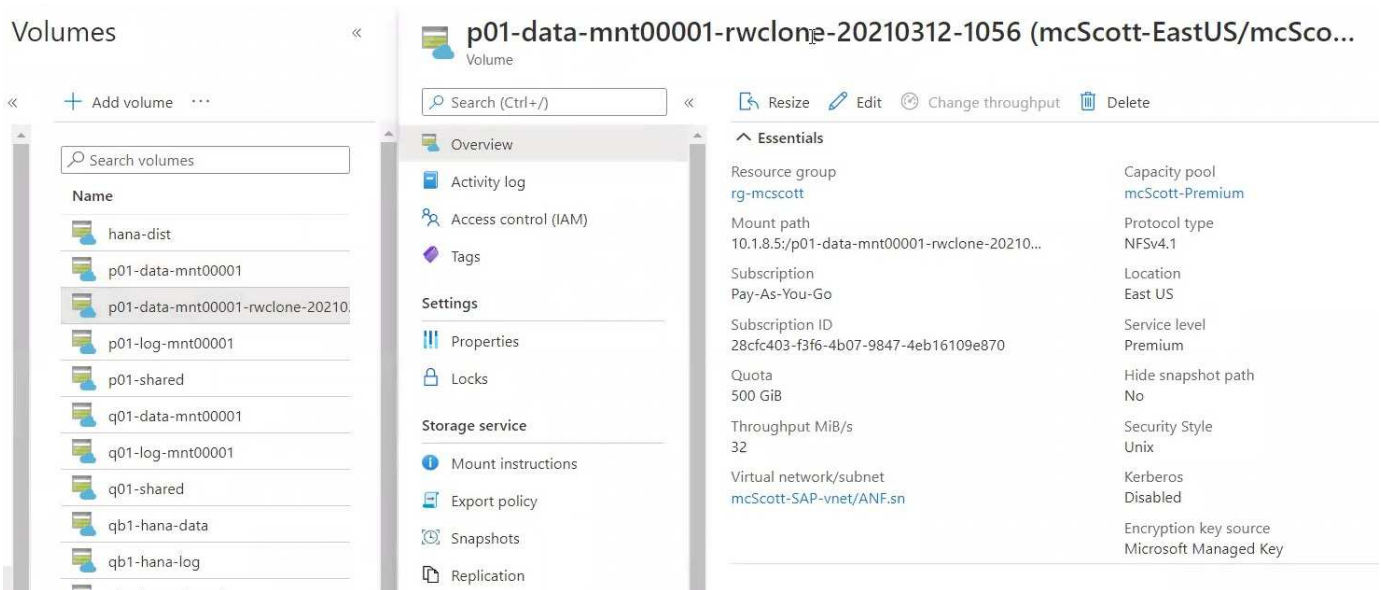 Volumes
«
« + Add volume ···
Search volumes
Name
hana-dist
p01-data-mnt00001
p01-data-mnt00001-rwclone-20210.
p01-log-mnt00001
p01-shared
q01-data-mnt00001
q01-log-mnt00001
q01-shared
qb1-hana-data
qb1-hana-log
p01-data-mnt00001-rwclone-20210312-1056 (mcScott-EastUS/mcSco...
Volume
Search (Ctrl+/)
«
Overview
Activity log
Access control (IAM)
Tags
Settings
Properties
Locks
Storage service
Mount instructions
Export policy
Snapshots
Replication
Resize Edit Change throughput Delete
Essentials
Resource group
rg-mcscott
Mount path
10.1.8.5:/p01-data-mnt00001-rwclone-20210...
Subscription
Pay-As-You-Go
Subscription ID
28cfc403-f3f6-4b07-9847-4eb16109e870
Quota
500 GiB
Throughput MiB/s
32
Virtual network/subnet
mcScott-SAP-vnet/ANF.sn
Capacity pool
mcScott-Premium
Protocol type
NFSv4.1
Location
East US
Service level
Premium
Hide snapshot path
No
Security Style
Unix
Kerberos
Disabled
Encryption key source
Microsoft Managed Key